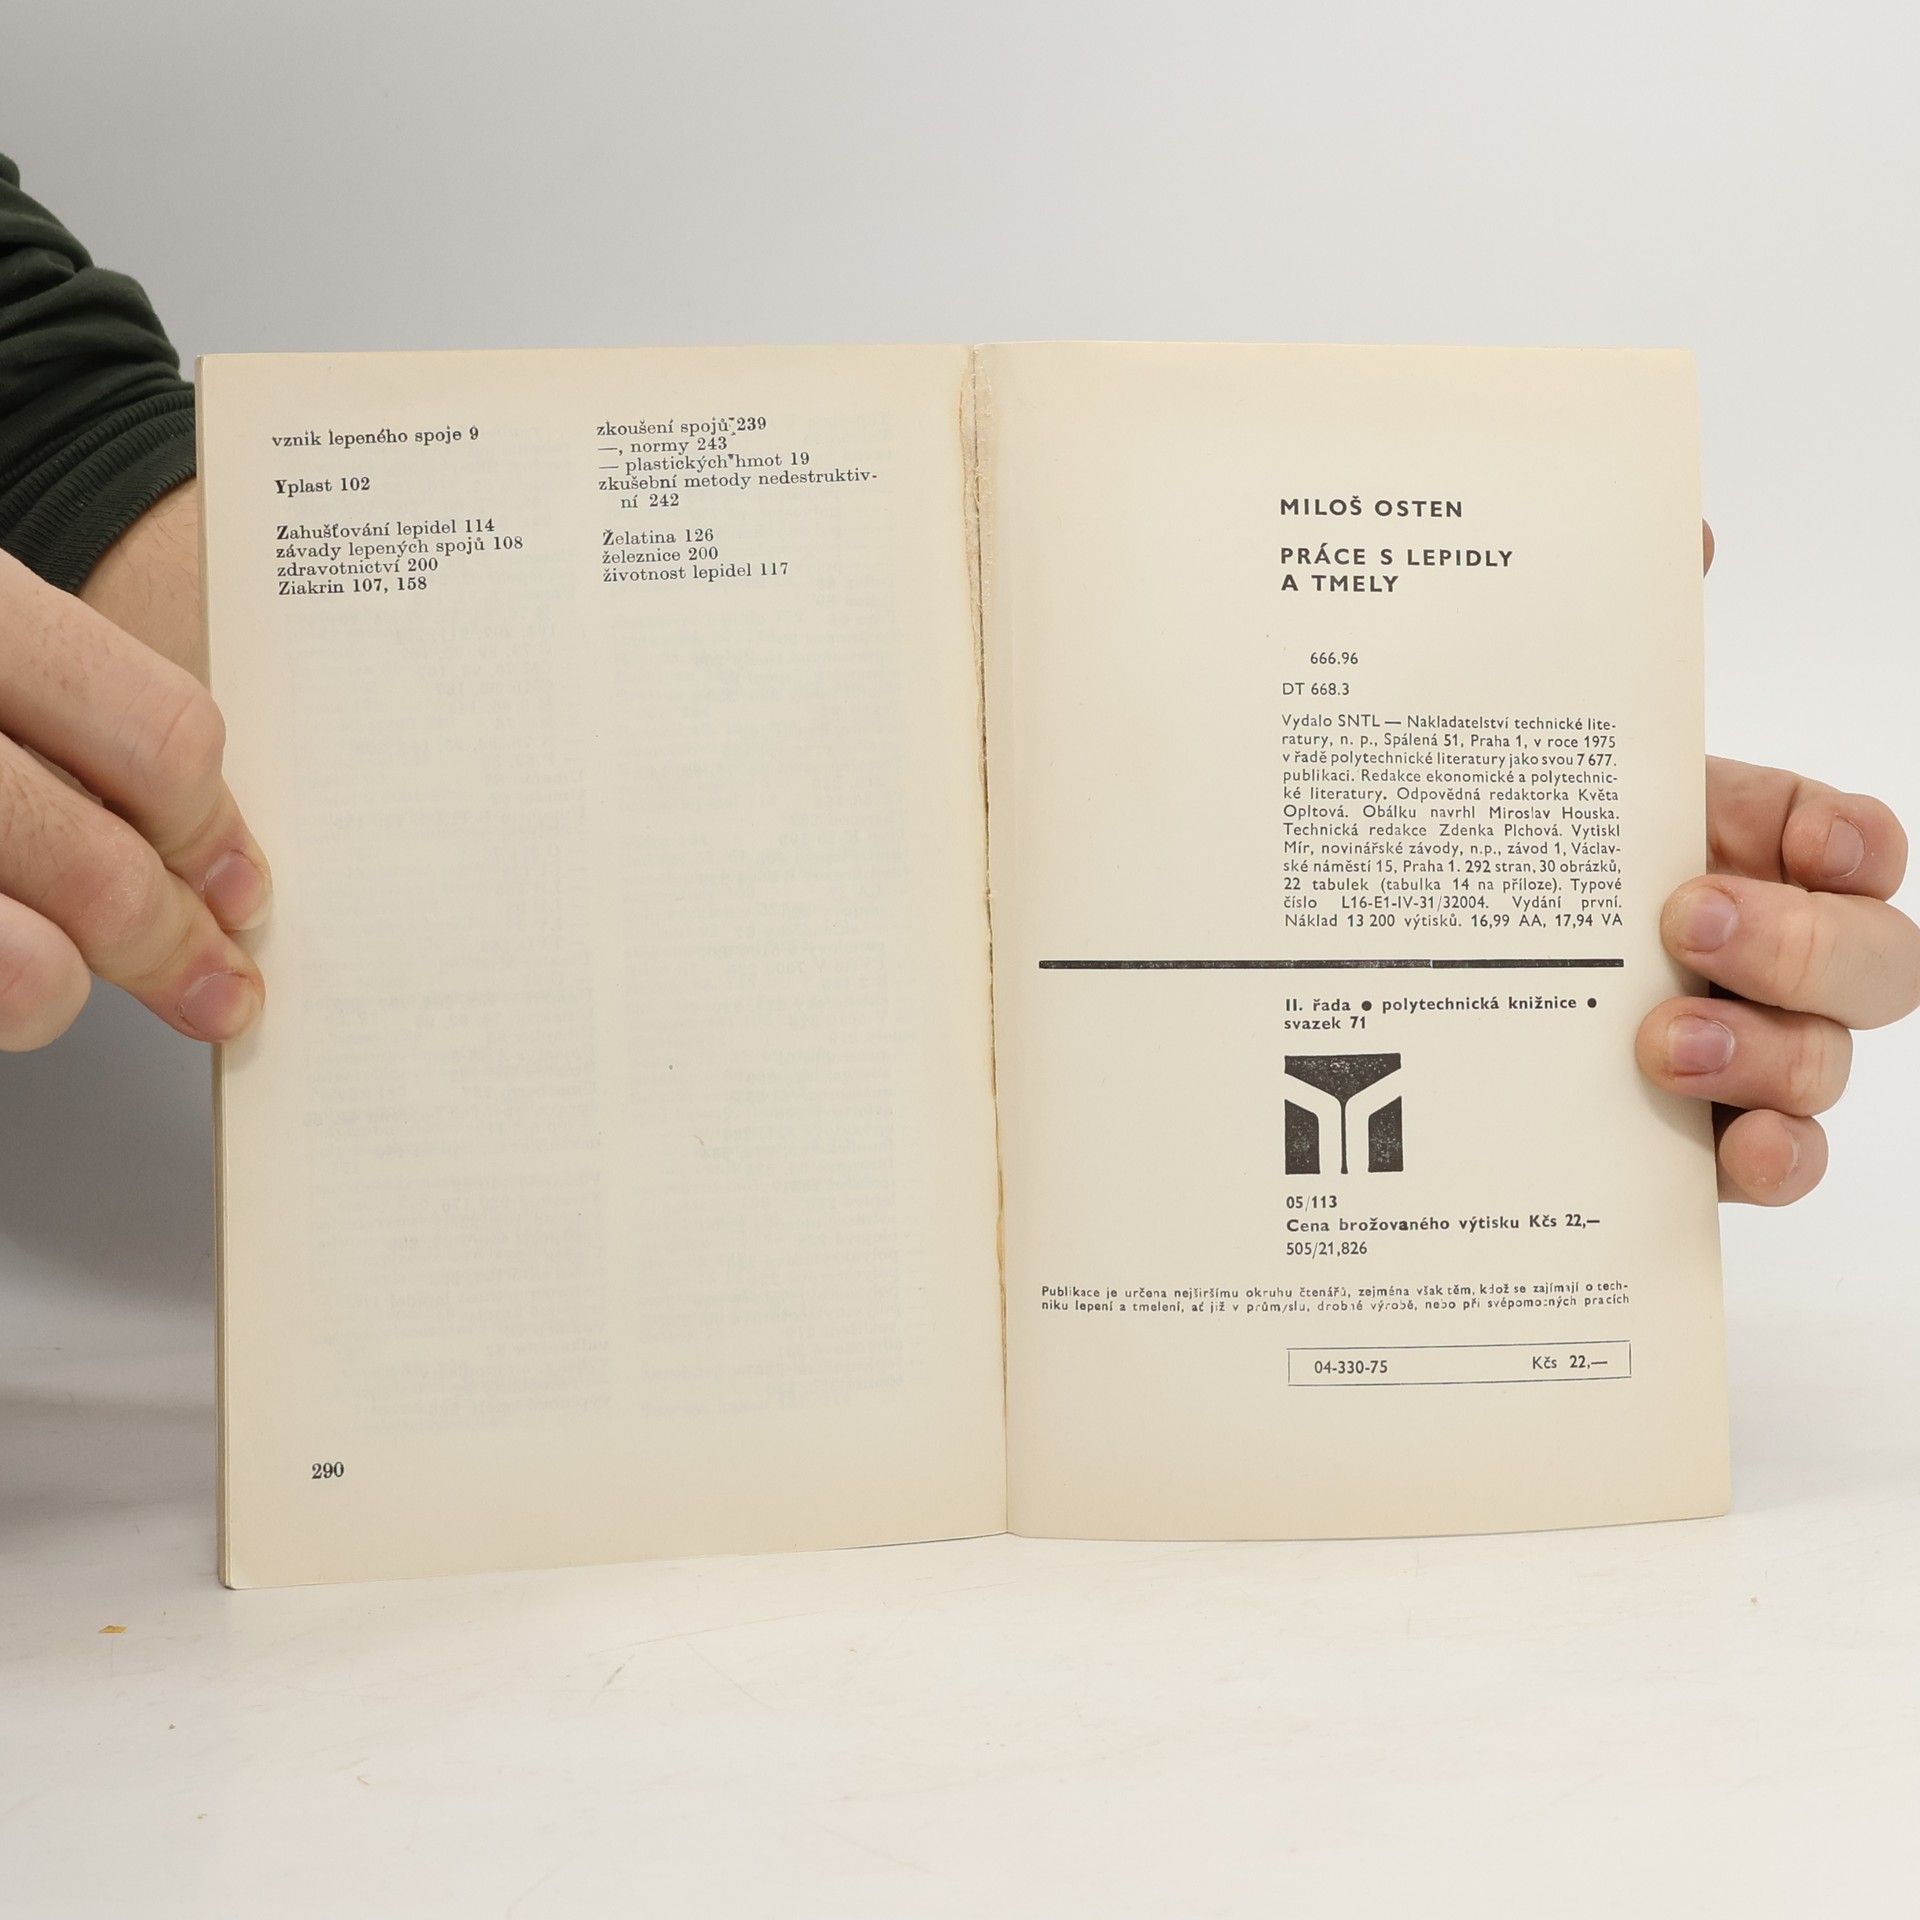 vznik lepeného spoje 9
Yplast 102
Zahušťování lepidel 114
závady lepených spojů 108
zdravotnictví 200
Ziakrin 107, 158
zkoušení spojů 239
—, normy 243
— plastických hmot 19
zkušební metody nedestruktiv-
ní 242
Želatina 126
železnice 200
životnost lepidel 117
290
MILOŠ OSTEN
PRÁCE S LEPIDLY
A TMELY
666.96
DT 668.3
Vydalo SNTL — Nakladatelství technické lite-
ratury, n. p., Spálená 51, Praha 1, v roce 1975
v řadě polytechnické literatury jako svou 7 677.
publikaci. Redakce ekonomické a polytechnic-
ké literatury. Odpovědná redaktorka Květa
Opltová. Obálku navrhl Miroslav Houska.
Technická redakce Zdenka Plchová. Vytiskl
Mír, novinářské závody, n.p., závod 1, Václav-
ské náměstí 15, Praha 1. 292 stran, 30 obrázků,
22 tabulek (tabulka 14 na příloze). Typové
číslo L16-E1-IV-31/32004. Vydání první.
Náklad 13 200 výtisků. 16,99 AA, 17,94 VA
II. řada ● polytechnická knižnice ●
svazek 71
05/113
Cena brožovaného výtisku Kčs 22,—
505/21,826
Publikace je určena nejširšímu okruhu čtenářů, zejména však těm, kdož se zajímají o tech-
niku lepení a tmelení, ať již v průmyslu, drobné výrobě, nebo při svépomocných pracích
04-330-75 Kčs 22,—